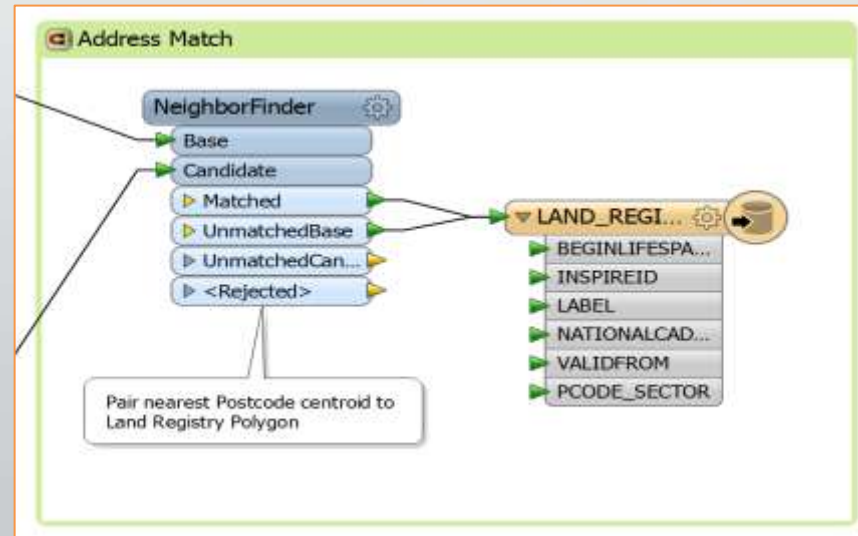 Address Match
NeighborFinder
Base
Candidate
Matched
UnmatchedBase
UnmatchedCan...
<Rejected>
Pair nearest Postcode centroid to
Land Registry Polygon
LAND_REGI...
BEGINLIFESPA...
INSPIREID
LABEL
NATIONALCAD...
VALIDFROM
PCODE_SECTOR